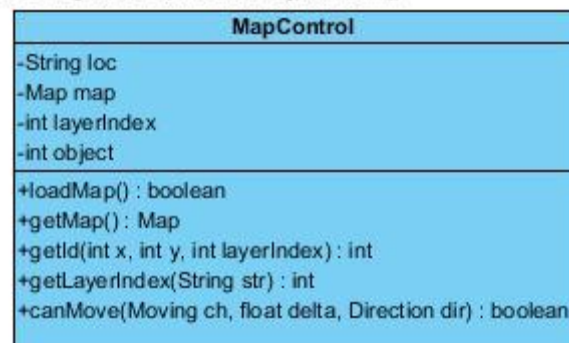 MapControl
-String loc
-Map map
-int layerIndex
-int object
+loadMap() : boolean
+getMap() : Map
+getId(int x, int y, int layerIndex) : int
+getLayerIndex(String str) : int
+canMove(Moving ch, float delta, Direction dir) : boolean